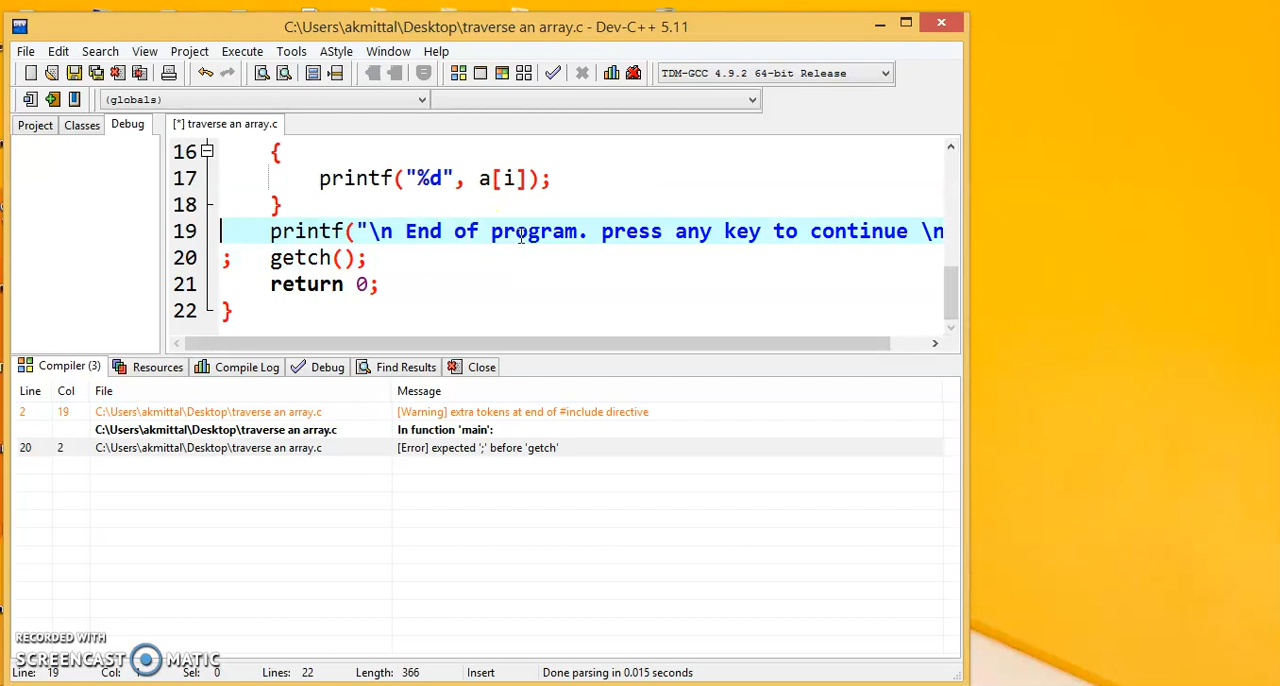 C:\Users\akmittal\Desktop\traverse an array.c - Dev-C++ 5.11
File Edit Search View Project Execute Tools AStyle Window Help
TDM-GCC 4.9.2 64-bit Release
(globals)
Project Classes Debug [*] traverse an array.c
16 {
17 printf("%d", a[i]);
18 }
19 printf("\n End of program. press any key to continue \n
20 ; getch();
21 return 0;
22 }
Compiler (3) Resources Compile Log Debug Find Results Close
Line Col File Message
2 19 C:\Users\akmittal\Desktop\traverse an array.c [Warning] extra tokens at end of #include directive
C:\Users\akmittal\Desktop\traverse an array.c In function 'main':
20 2 C:\Users\akmittal\Desktop\traverse an array.c [Error] expected ';' before 'getch'
RECORDED WITH
SCREENCAST MATIC
Line: 19 Col: 1 Sel: 0 Lines: 22 Length: 366 Insert Done parsing in 0.015 seconds